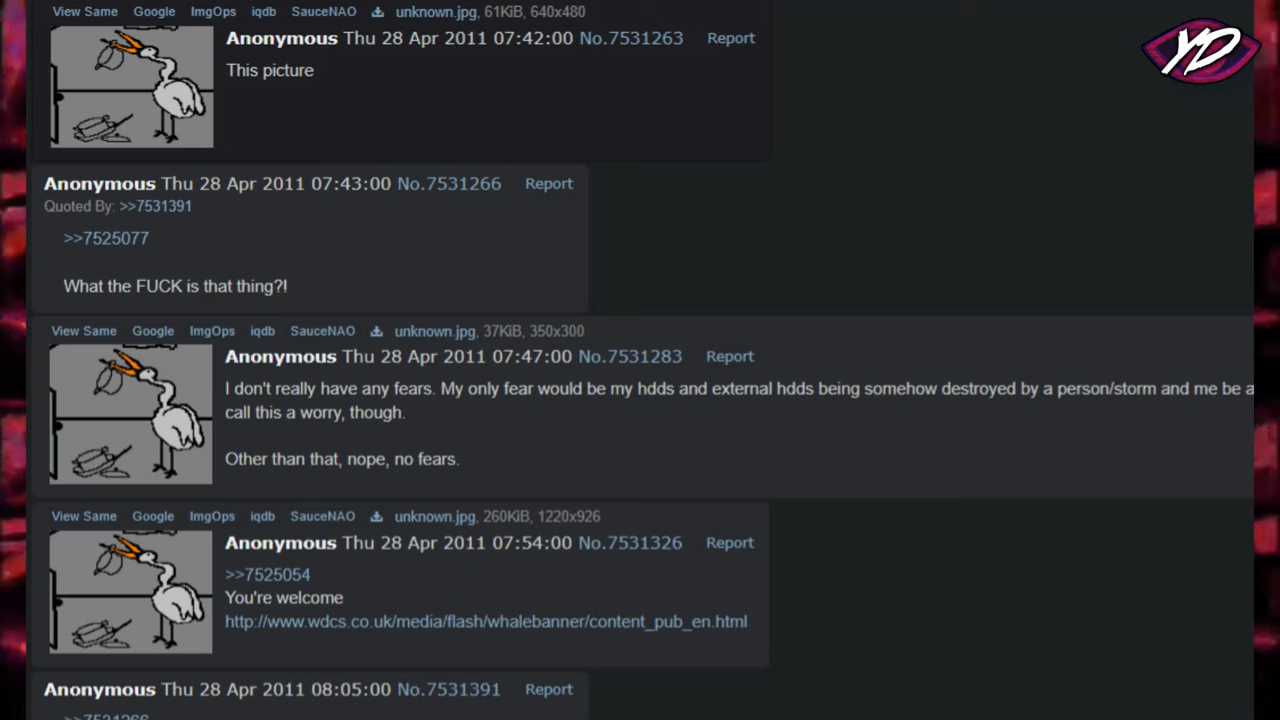 View Same Google ImgOps iqdb SauceNAO unknown.jpg, 61KiB, 640x480
YD
Anonymous Thu 28 Apr 2011 07:42:00 No.7531263 Report
This picture
Anonymous Thu 28 Apr 2011 07:43:00 No.7531266 Report
Quoted By: >>7531391
>>7525077
What the FUCK is that thing?!
View Same Google ImgOps iqdb SauceNAO unknown.jpg, 37KiB, 350x300
Anonymous Thu 28 Apr 2011 07:47:00 No.7531283 Report
I don't really have any fears. My only fear would be my hdds and external hdds being somehow destroyed by a person/storm and me be a
call this a worry, though.
Other than that, nope, no fears.
View Same Google ImgOps iqdb SauceNAO unknown.jpg, 260KiB, 1220x926
Anonymous Thu 28 Apr 2011 07:54:00 No.7531326 Report
>>7525054
You're welcome
http://www.wdcs.co.uk/media/flash/whalebanner/content_pub_en.html
Anonymous Thu 28 Apr 2011 08:05:00 No.7531391 Report
>>7531266